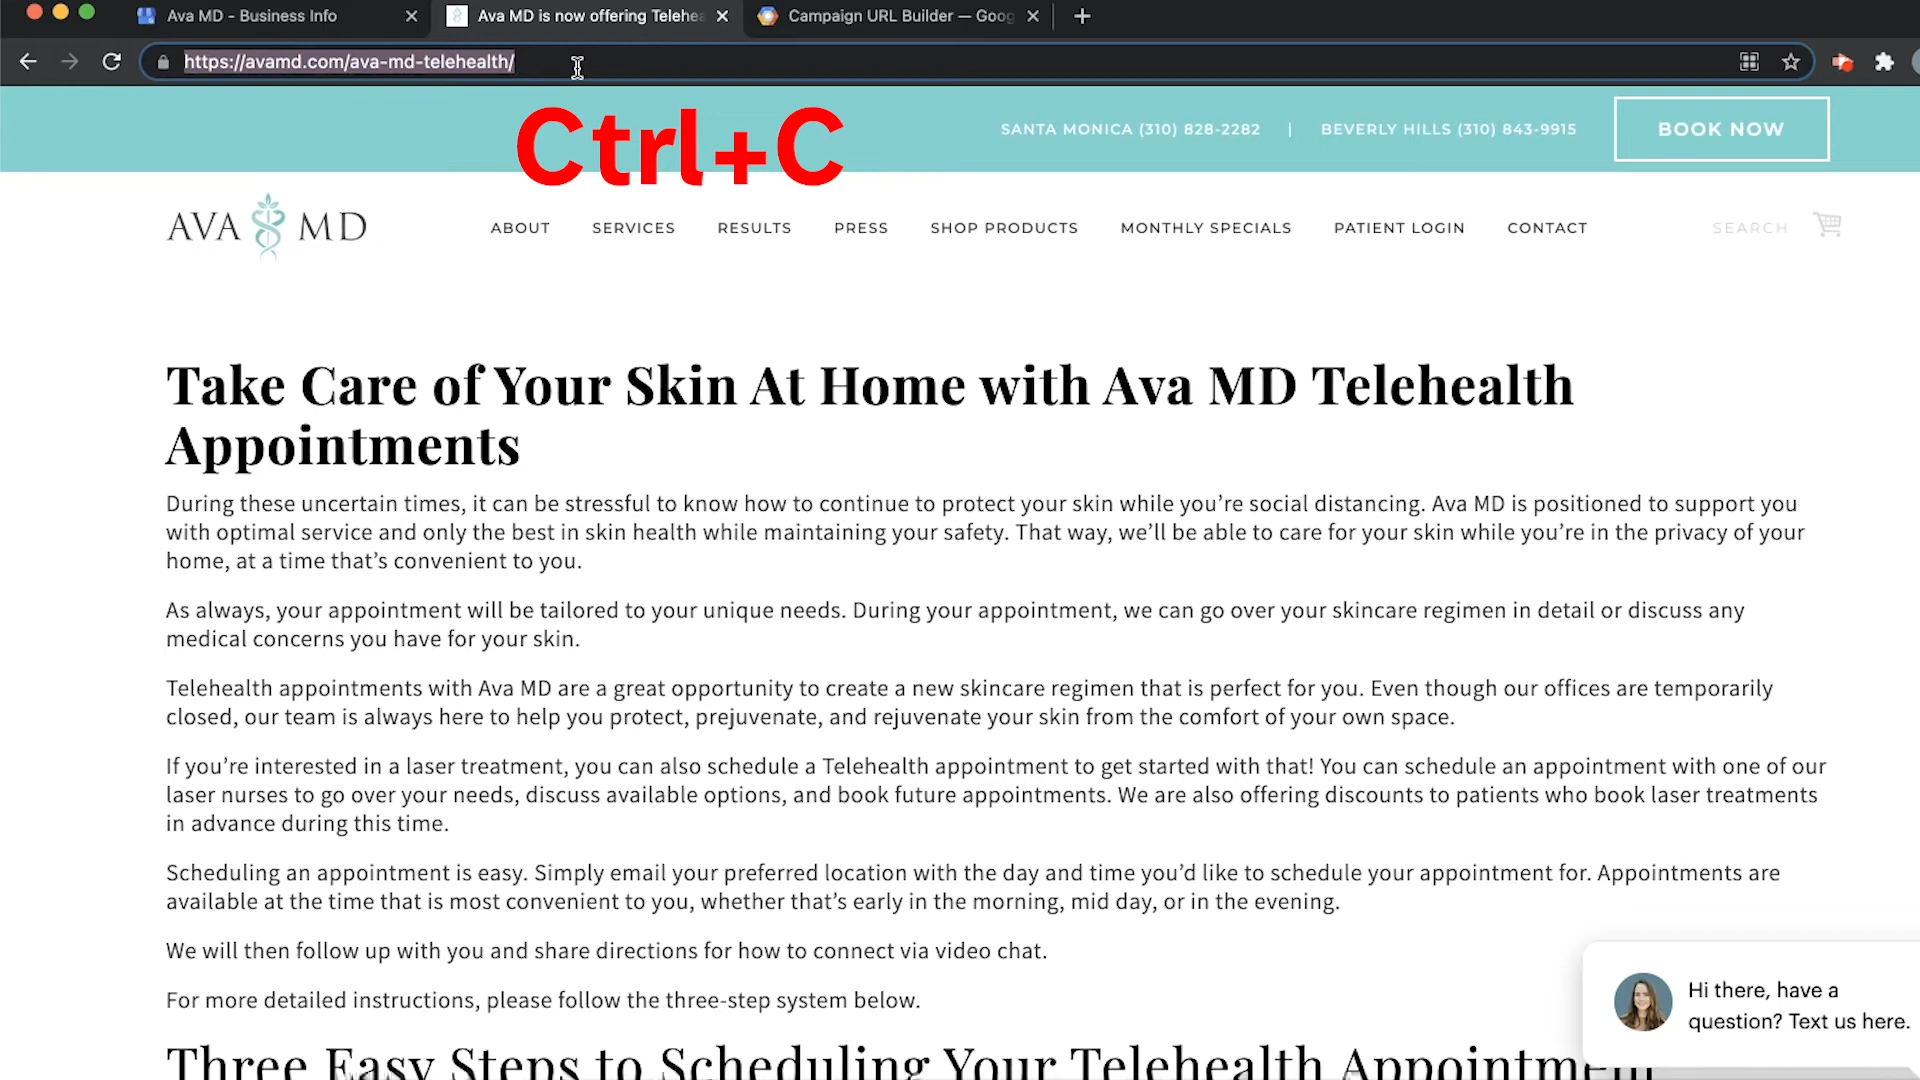 Ava MD - Business Info
Ava MD is now offering Telehea
Campaign URL Builder — Goog
https://avamd.com/ava-md-telehealth/
Ctrl+C
SANTA MONICA (310) 828-2282 | BEVERLY HILLS (310) 843-9915
BOOK NOW
AVA MD
ABOUT SERVICES RESULTS PRESS SHOP PRODUCTS MONTHLY SPECIALS PATIENT LOGIN CONTACT SEARCH
Take Care of Your Skin At Home with Ava MD Telehealth
Appointments
During these uncertain times, it can be stressful to know how to continue to protect your skin while you’re social distancing. Ava MD is positioned to support you
with optimal service and only the best in skin health while maintaining your safety. That way, we’ll be able to care for your skin while you’re in the privacy of your
home, at a time that’s convenient to you.
As always, your appointment will be tailored to your unique needs. During your appointment, we can go over your skincare regimen in detail or discuss any
medical concerns you have for your skin.
Telehealth appointments with Ava MD are a great opportunity to create a new skincare regimen that is perfect for you. Even though our offices are temporarily
closed, our team is always here to help you protect, prejuvenate, and rejuvenate your skin from the comfort of your own space.
If you’re interested in a laser treatment, you can also schedule a Telehealth appointment to get started with that! You can schedule an appointment with one of our
laser nurses to go over your needs, discuss available options, and book future appointments. We are also offering discounts to patients who book laser treatments
in advance during this time.
Scheduling an appointment is easy. Simply email your preferred location with the day and time you’d like to schedule your appointment for. Appointments are
available at the time that is most convenient to you, whether that’s early in the morning, mid day, or in the evening.
We will then follow up with you and share directions for how to connect via video chat.
For more detailed instructions, please follow the three-step system below.
Hi there, have a
question? Text us here.
Three Easy Steps to Scheduling Your Telehealth Appointment